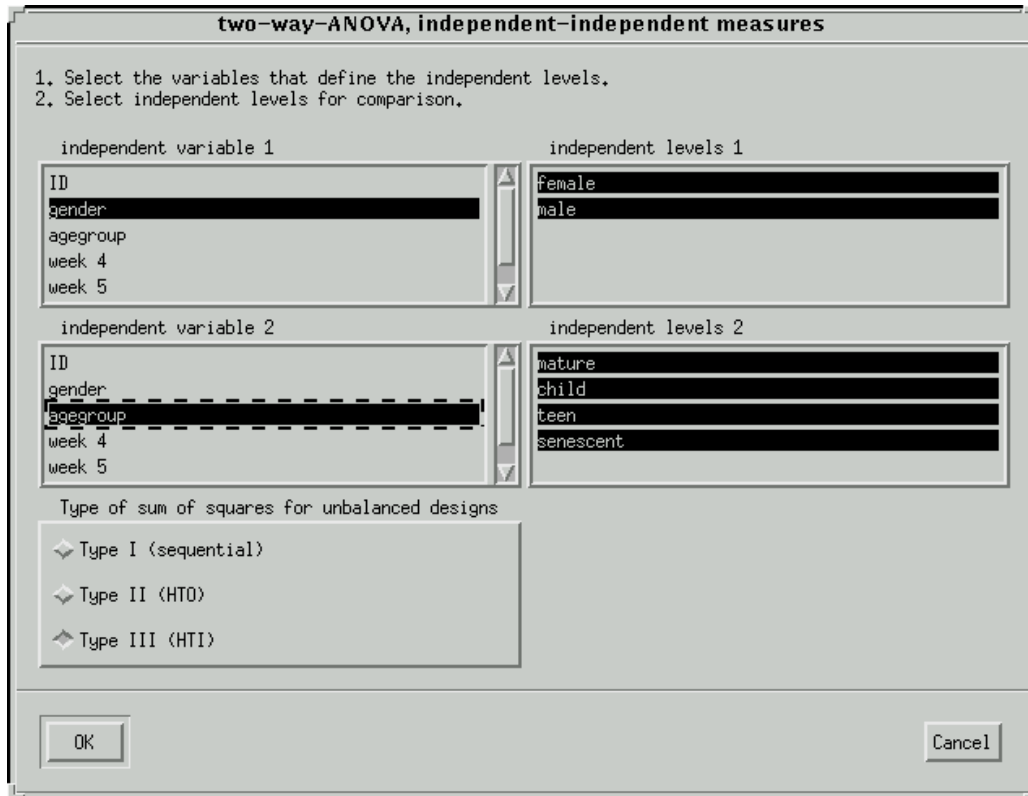 two-way-ANOVA, independent-independent measures
1. Select the variables that define the independent levels.
2. Select independent levels for comparison.
independent variable 1
ID
gender
agegroup
week 4
week 5
independent levels 1
female
male
independent variable 2
ID
gender
agegroup
week 4
week 5
independent levels 2
mature
child
teen
senescent
Type of sum of squares for unbalanced designs
Type I (sequential)
Type II (HTO)
Type III (HTI)
OK
Cancel